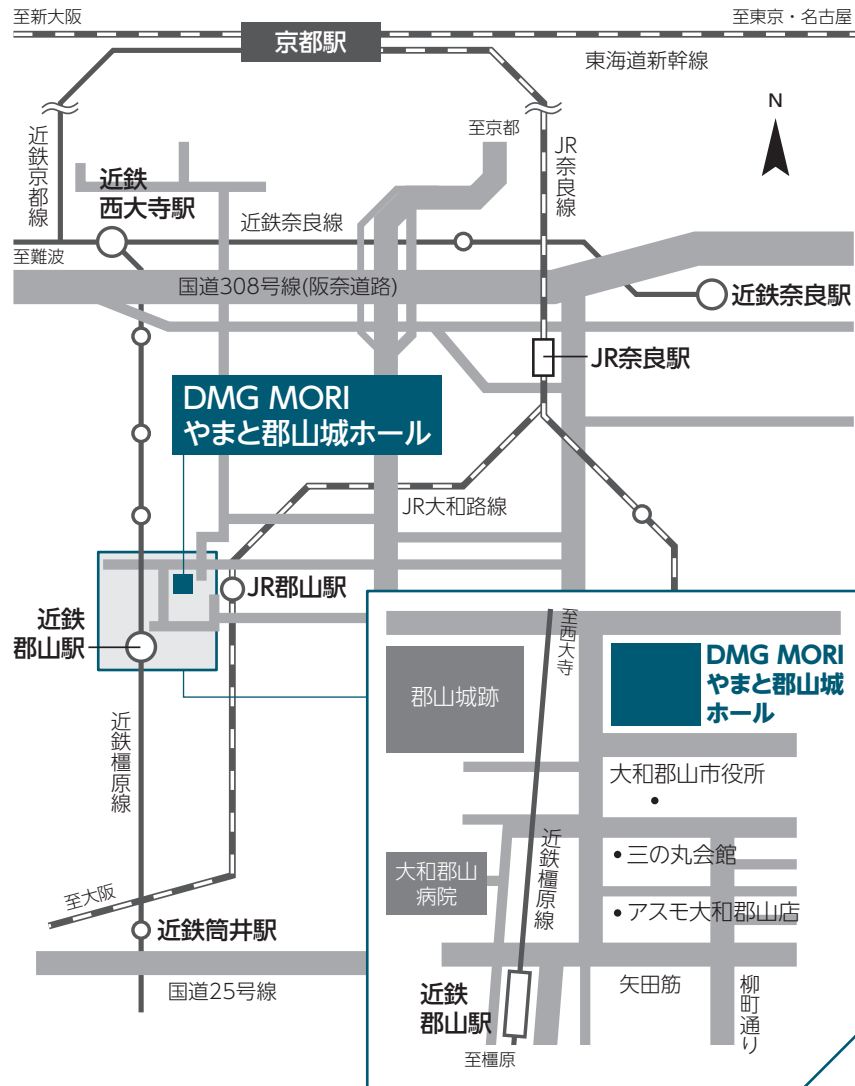 至新大阪
至東京・名古屋
京都駅
東海道新幹線
N
至京都
近鉄京都線
JR奈良線
近鉄
西大寺駅
近鉄奈良線
至難波
国道308号線(阪奈道路)
近鉄奈良駅
JR奈良駅
DMG MORI
やまと郡山城ホール
JR大和路線
JR郡山駅
近鉄
郡山駅
近鉄橿原線
至大阪
近鉄筒井駅
国道25号線
至西大寺
DMG MORI
やまと郡山城
ホール
郡山城跡
大和郡山市役所
近鉄橿原線
三の丸会館
大和郡山
病院
アスモ大和郡山店
矢田筋
柳町通り
近鉄
郡山駅
至橿原